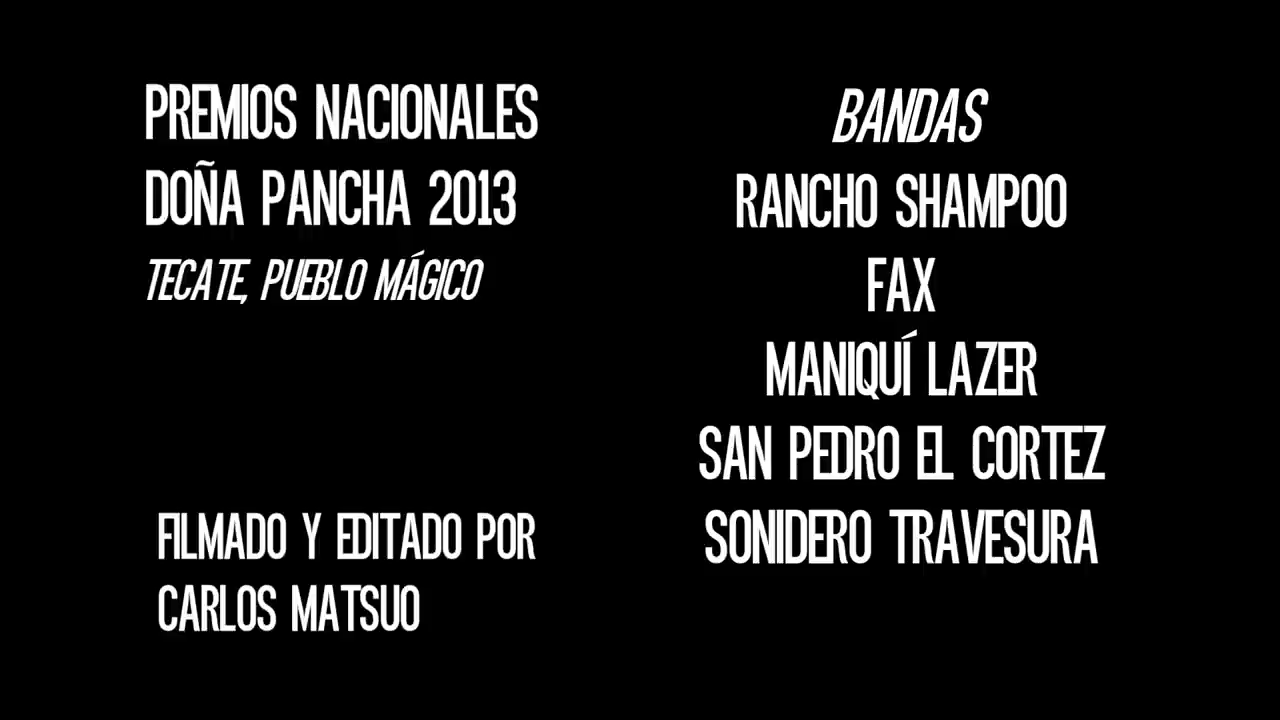 PREMIOS NACIONALES
DOÑA PANCHA 2013
TECATE, PUEBLO MÁGICO
FILMADO Y EDITADO POR
CARLOS MATSUO
BANDAS
RANCHO SHAMPOO
FAX
MANIQUÍ LAZER
SAN PEDRO EL CORTEZ
SONIDERO TRAVESURA